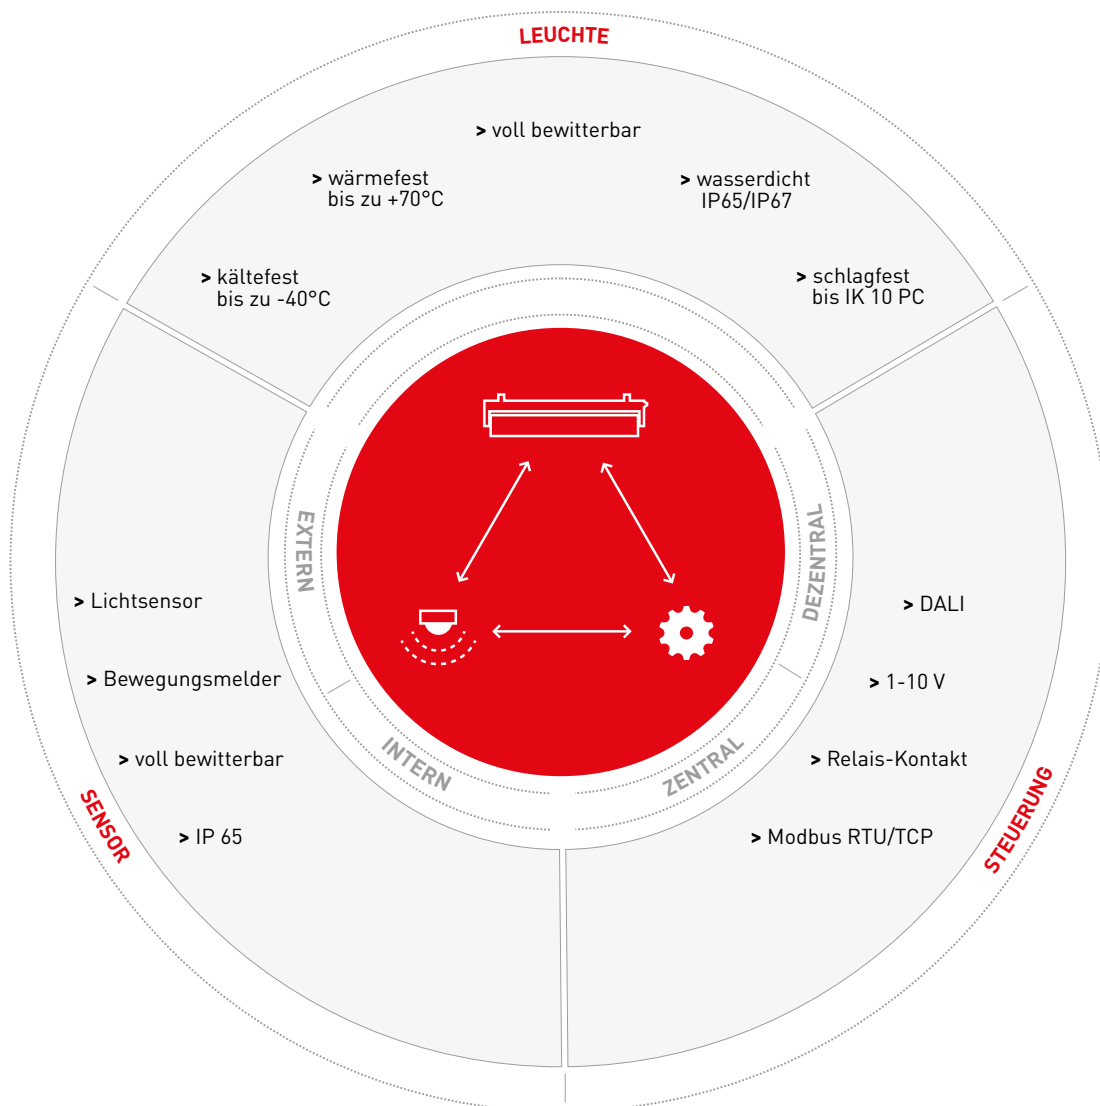 LEUCHTE
> voll bewitterbar
> wärmefest
bis zu +70°C
> wasserdicht
IP65/IP67
> kältefest
bis zu -40°C
> schlagfest
bis IK 10 PC
EXTERN
DEZENTRAL
INTERN
ZENTRAL
SENSOR
> Lichtsensor
> Bewegungsmelder
> voll bewitterbar
> IP 65
STEUERUNG
> DALI
> 1-10 V
> Relais-Kontakt
> Modbus RTU/TCP